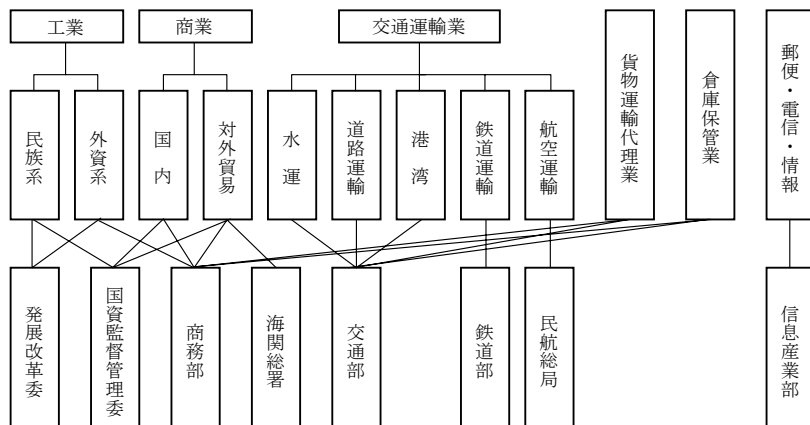 工業
商業
交通運輸業
貨物運輸代理業
倉庫保管業
郵便・電信・情報
民族系
外資系
国内
対外貿易
水運
道路運輸
港湾
鉄道運輸
航空運輸
発展改革委
国資監督管理委
商務部
海関総署
交通部
鉄道部
民航総局
信息産業部